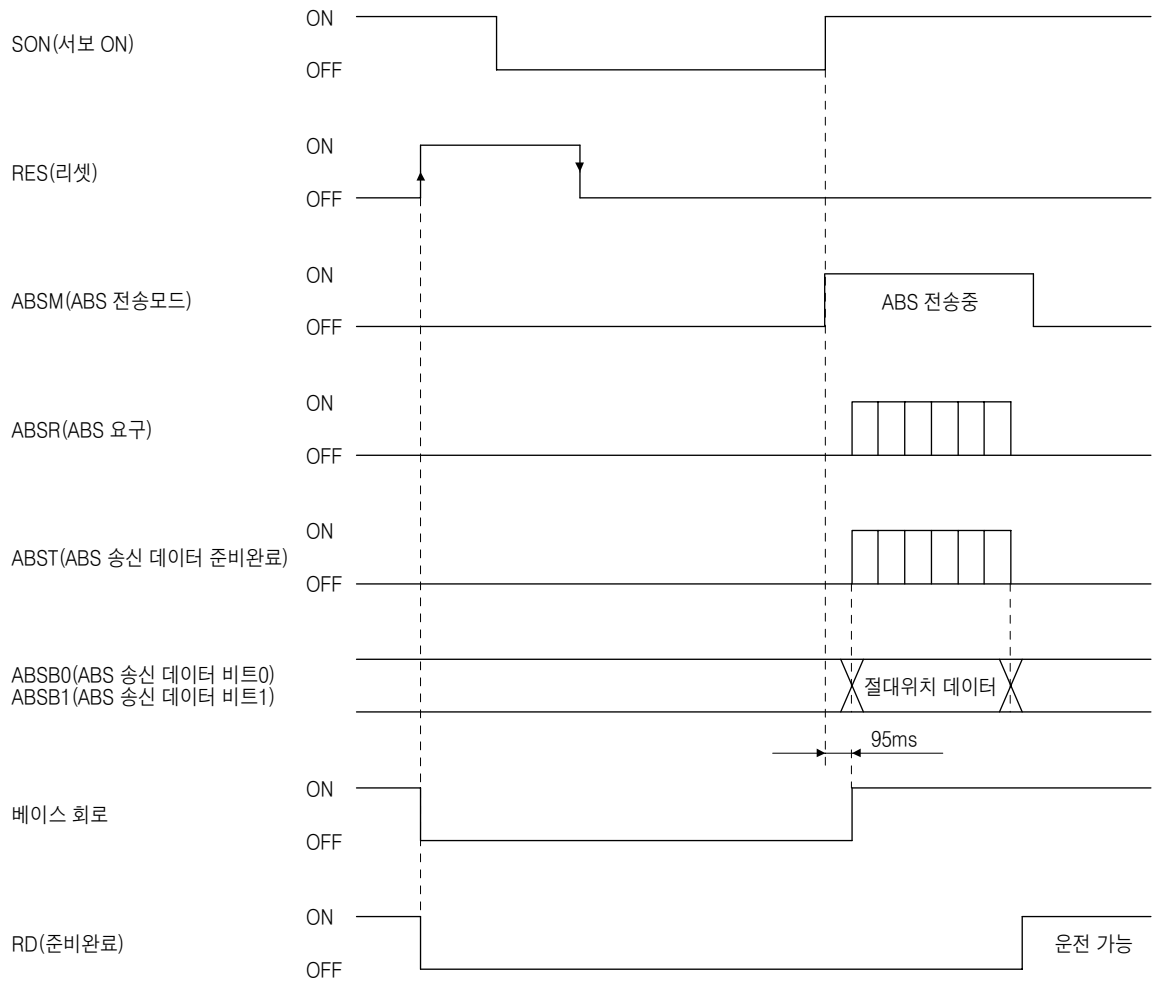 ON
SON(서보 ON)
OFF
ON
RES(리셋)
OFF
ON
ABSM(ABS 전송모드)
ABS 전송중
OFF
ON
ABSR(ABS 요구)
OFF
ON
ABST(ABS 송신 데이터 준비완료)
OFF
ABSB0(ABS 송신 데이터 비트0)
ABSB1(ABS 송신 데이터 비트1)
절대위치 데이터
95ms
ON
베이스 회로
OFF
ON
RD(준비완료)
운전 가능
OFF